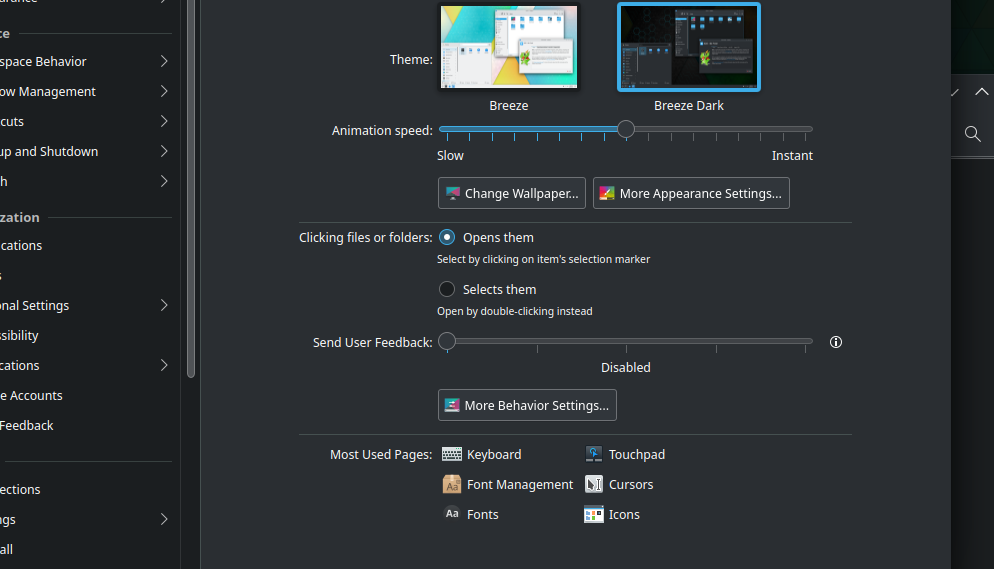 ce
space Behavior
ow Management
cuts
up and Shutdown
h
zation
cations
s
onal Settings
sibility
cations
e Accounts
Feedback
ections
ngs
all
Theme:
Breeze
Breeze Dark
Animation speed:
Slow
Instant
Change Wallpaper...
More Appearance Settings...
Clicking files or folders:
Opens them
Select by clicking on item's selection marker
Selects them
Open by double-clicking instead
Send User Feedback:
Disabled
More Behavior Settings...
Most Used Pages:
Keyboard
Touchpad
Font Management
Cursors
Fonts
Icons